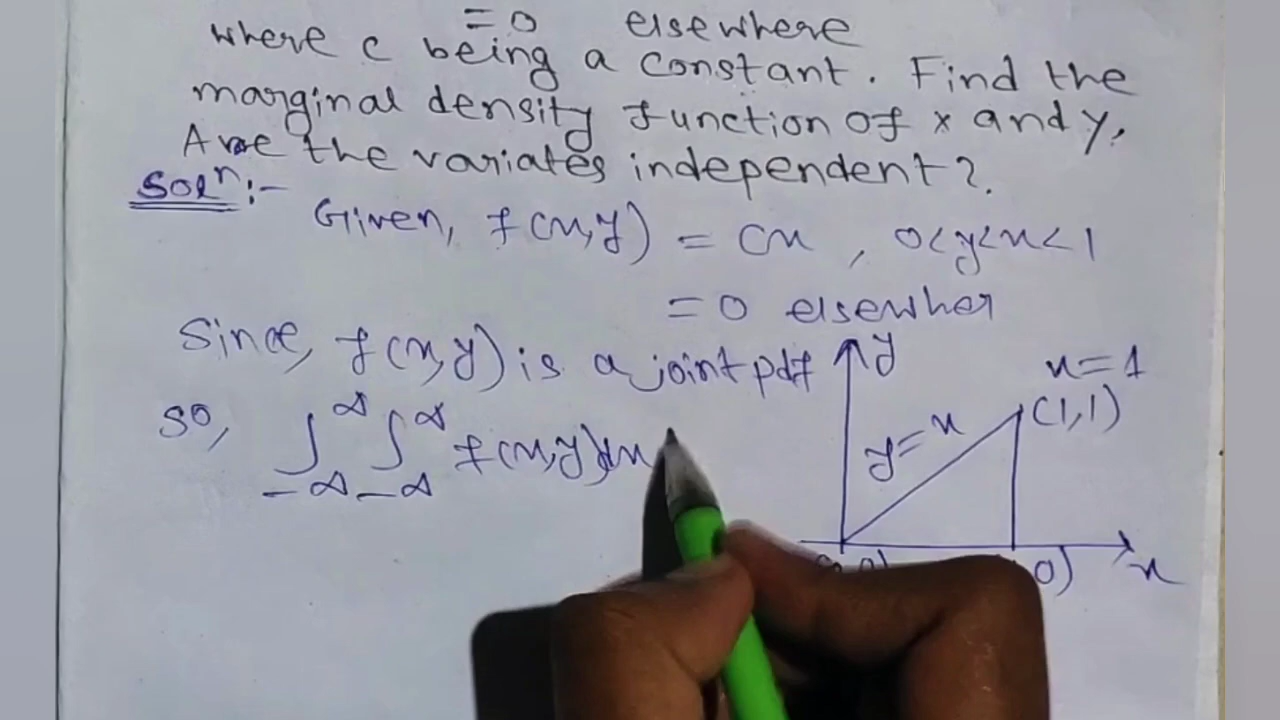 = 0 elsewhere
where c being a constant. Find the
marginal density function of x and y.
Are the variates independent?.
Solⁿ:-
Given, f(x,y) = cx , 0<y<x<1
= 0 elsewher
Since, f(x,y) is a joint pdf
so, ∫_{-∞}^{∞} ∫_{-∞}^{∞} f(x,y)dx
y
x=1
(1,1)
y=x
0)
x